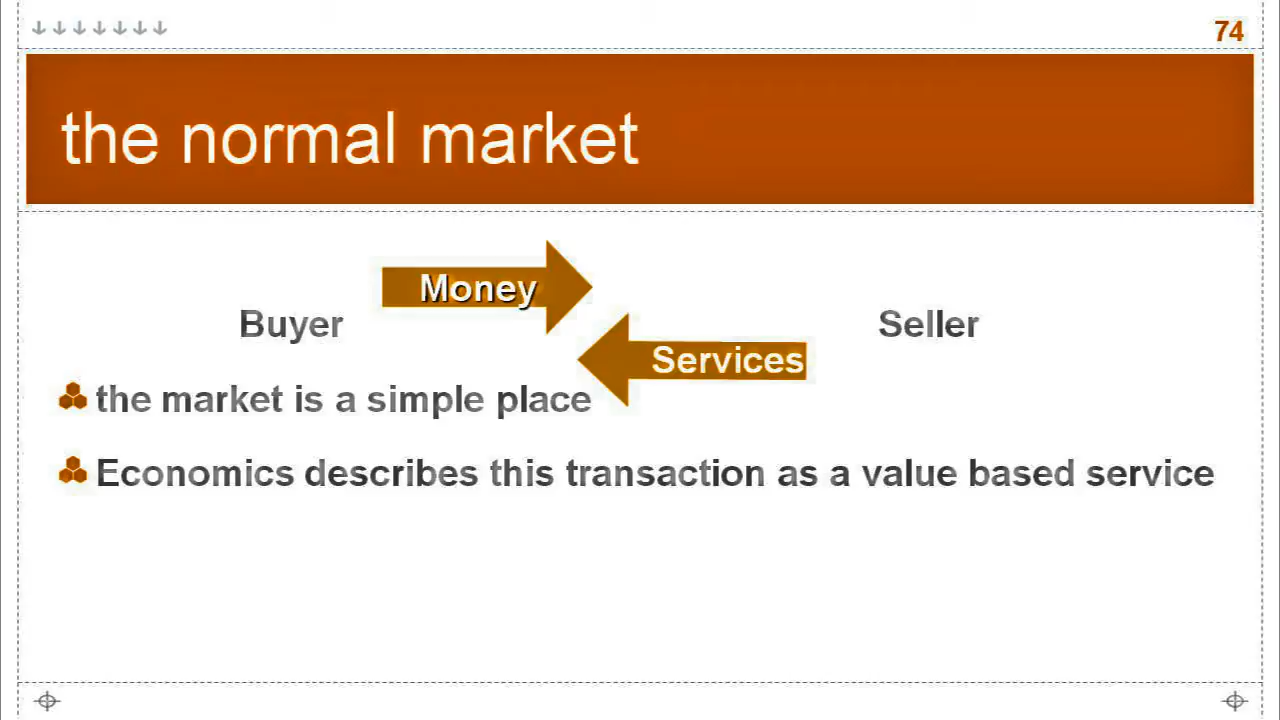 74
the normal market
Money
Buyer
Seller
Services
the market is a simple place
Economics describes this transaction as a value based service